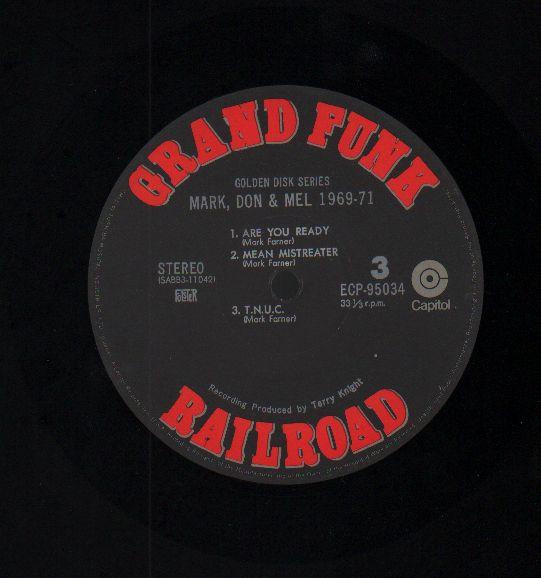 GRAND FUNK
GOLDEN DISK SERIES
MARK, DON & MEL 1969-71
1. ARE YOU READY
(Mark Farner)
2. MEAN MISTREATER
(Mark Farner)
STEREO
(SABB3-11042)
3
ECP-95034
33 1/3 r.p.m.
Capitol
3. T.N.U.C.
(Mark Farner)
Recording Produced by Terry Knight
RAILROAD